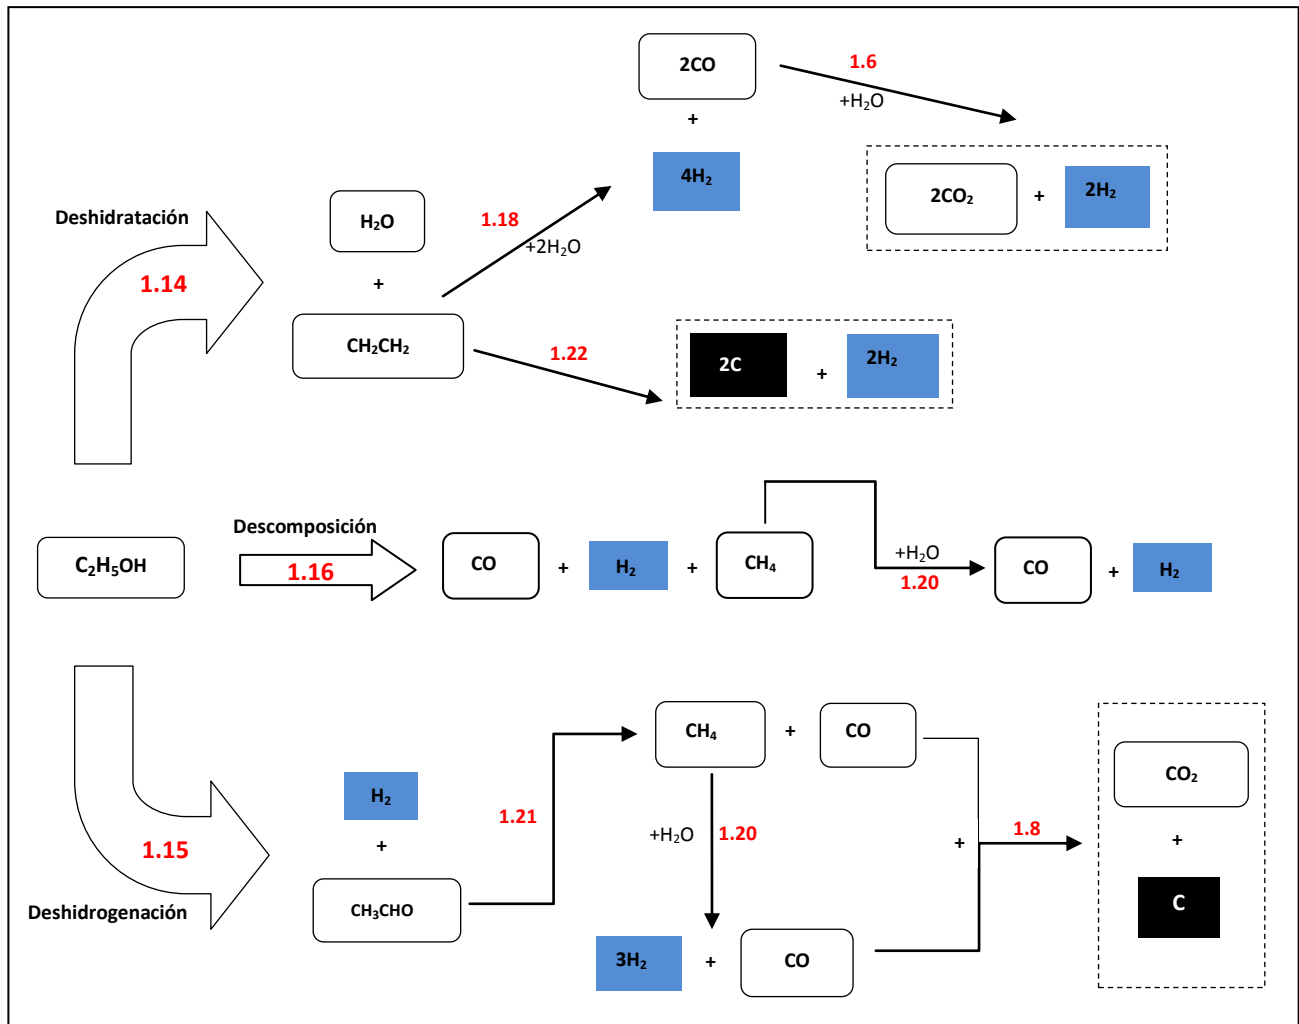 2CO
1.6
+H₂O
+
4H₂
2CO₂ + 2H₂
Deshidratación
H₂O
1.18
+2H₂O
1.14
+
CH₂CH₂
1.22
2C + 2H₂
Descomposición
C₂H₅OH
1.16
CO + H₂ + CH₄
+H₂O
1.20
CO + H₂
CH₄ + CO
H₂
1.21
+H₂O 1.20
+
1.15
Deshidrogenación
CH₃CHO
3H₂ + CO
+
1.8
CO₂
+
C